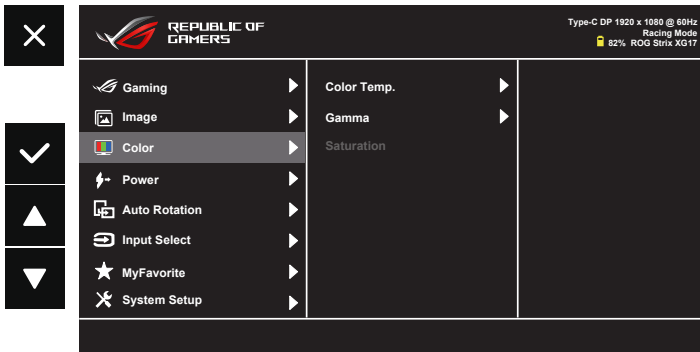 REPUBLIC OF
GAMERS
Type-C DP 1920 x 1080 @ 60Hz
Racing Mode
82% ROG Strix XG17
Gaming
Image
Color
Power
Auto Rotation
Input Select
MyFavorite
System Setup
Color Temp.
Gamma
Saturation